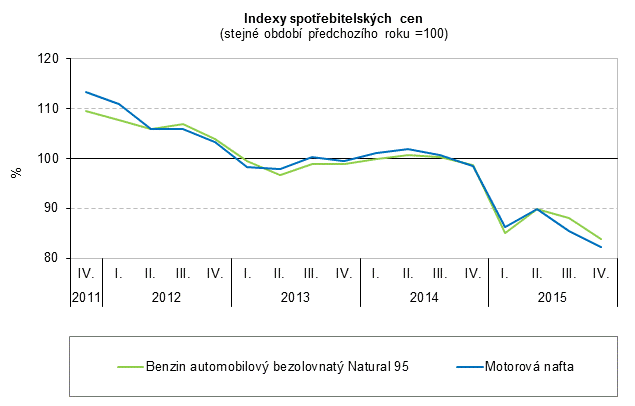 Indexy spotřebitelských cen
(stejné období předchozího roku =100)
120
110
100
90
80
%
IV. I. II. III. IV. I. II. III. IV. I. II. III. IV. I. II. III. IV.
2011 2012 2013 2014 2015
Benzin automobilový bezolovnatý Natural 95 Motorová nafta